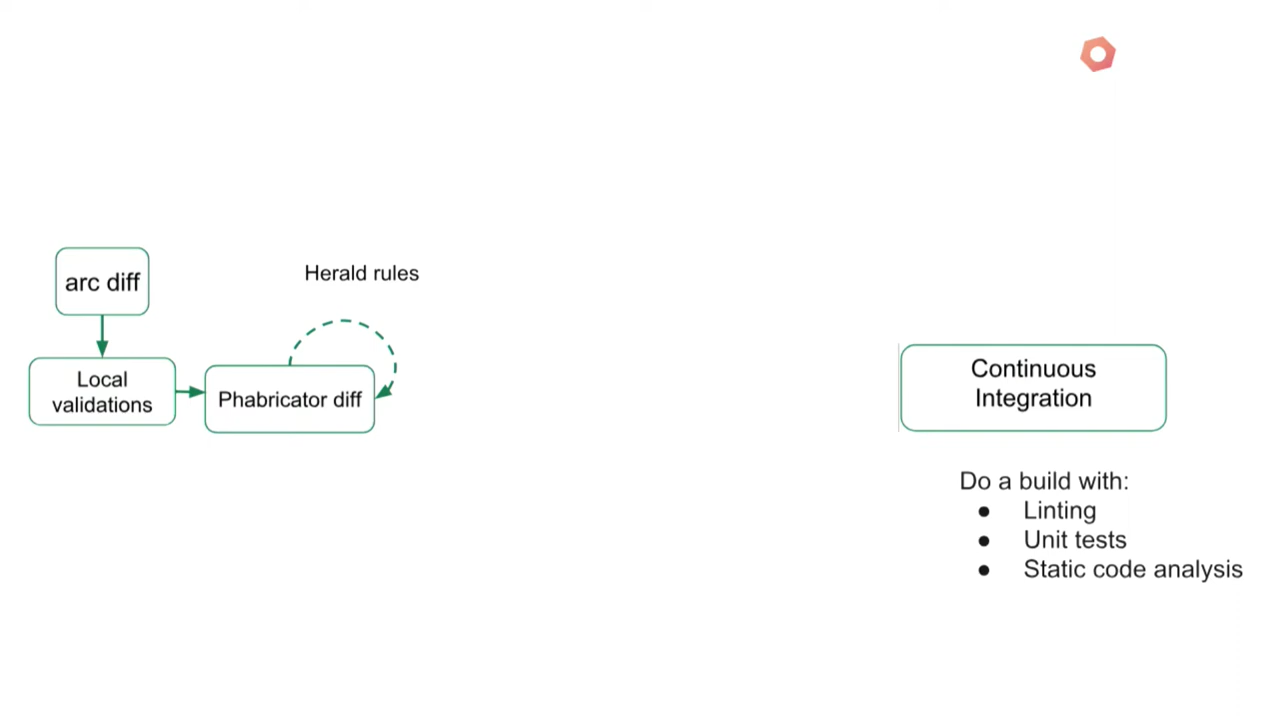 arc diff
Herald rules
Local
validations
Phabricator diff
Continuous
Integration
Do a build with:
● Linting
● Unit tests
● Static code analysis